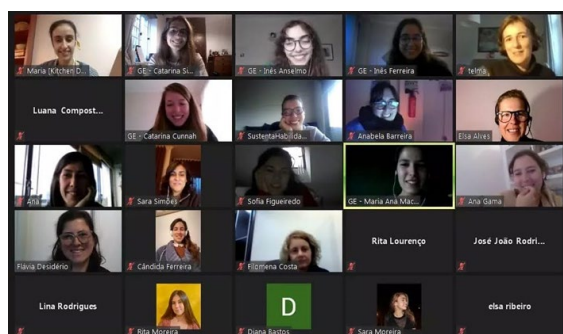 Maria [Kitchen D...
GE - Catarina Si...
GE - Inês Anselmo
GE - Inês Ferreira
telma
Luana Compost...
GE - Catarina Cunnah
SustentaHabilida...
Anabela Barreira
Elsa Alves
Ana
Sara Simões
Sofia Figueiredo
GE - Maria Ana Mac...
Ana Gama
Flávia Desidério
Cândida Ferreira
Filomena Costa
Rita Lourenço
José João Rodri...
Lina Rodrigues
Rita Moreira
D
Diana Bastos
Sara Moreira
elsa ribeiro